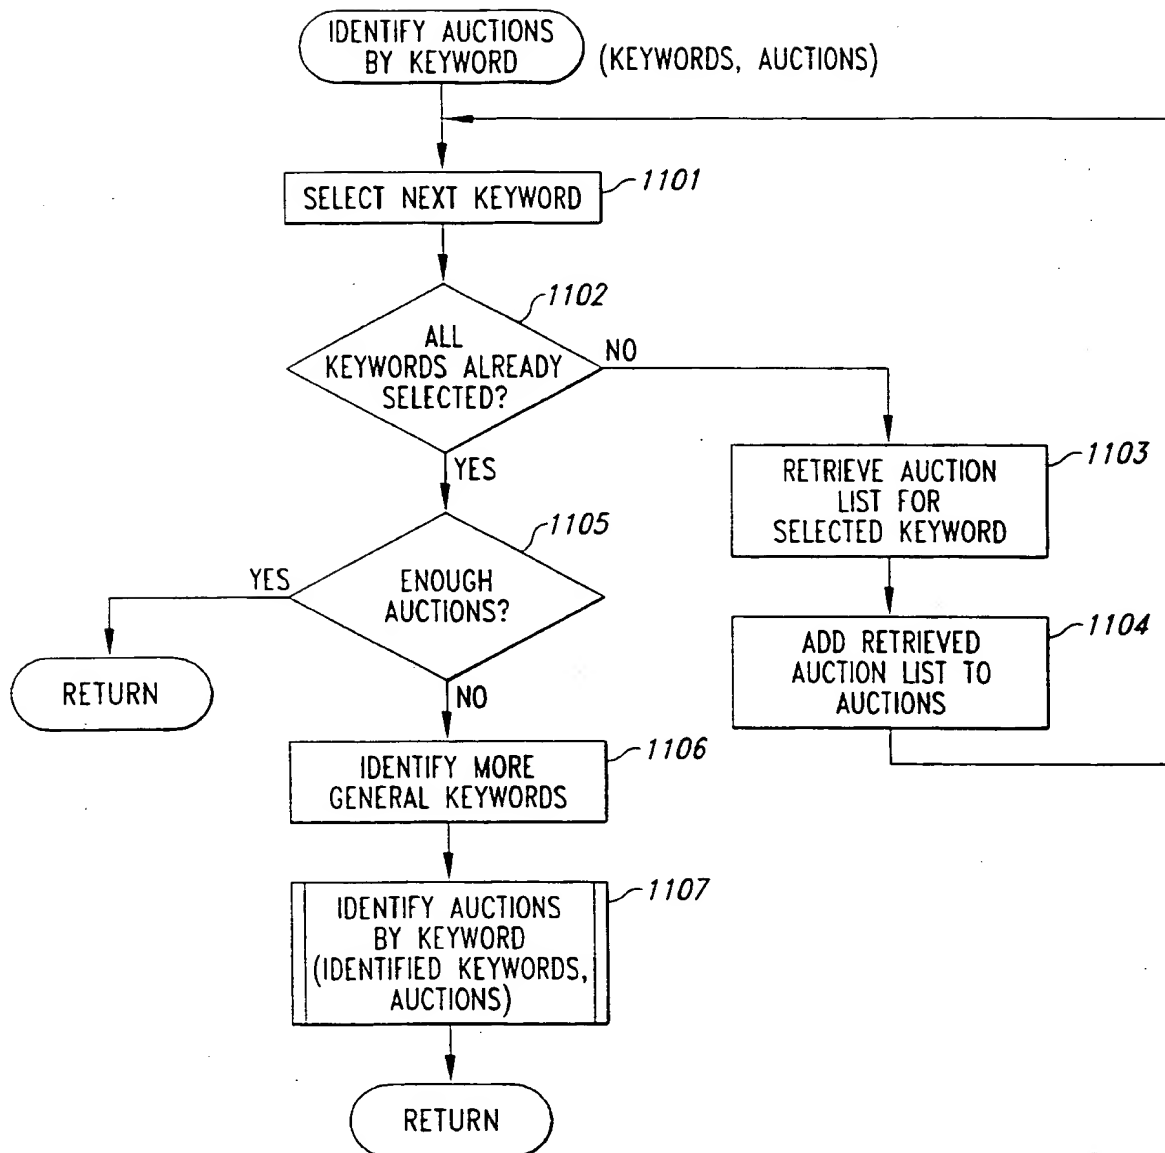 IDENTIFY AUCTIONS
BY KEYWORD
(KEYWORDS, AUCTIONS)
SELECT NEXT KEYWORD
1101
1102
ALL
KEYWORDS ALREADY
SELECTED?
NO
YES
1103
RETRIEVE AUCTION
LIST FOR
SELECTED KEYWORD
1105
ENOUGH
AUCTIONS?
YES
NO
RETURN
1104
ADD RETRIEVED
AUCTION LIST TO
AUCTIONS
1106
IDENTIFY MORE
GENERAL KEYWORDS
1107
IDENTIFY AUCTIONS
BY KEYWORD
(IDENTIFIED KEYWORDS,
AUCTIONS)
RETURN